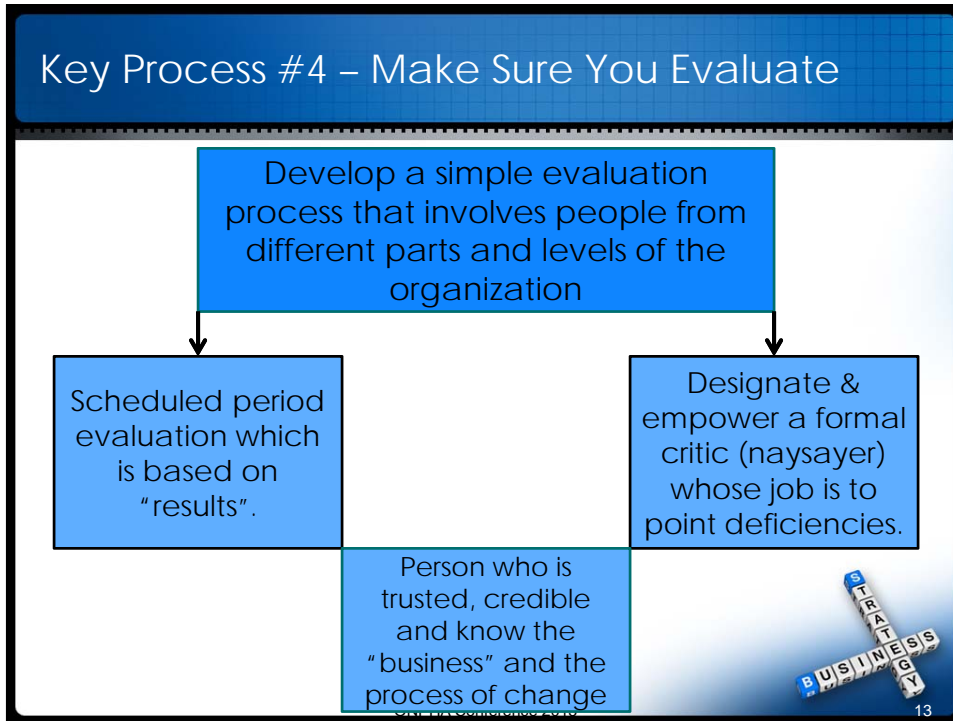 Key Process #4 – Make Sure You Evaluate
Develop a simple evaluation
process that involves people from
different parts and levels of the
organization
Scheduled period
evaluation which
is based on
"results".
Designate &
empower a formal
critic (naysayer)
whose job is to
point deficiencies.
Person who is
trusted, credible
and know the
"business" and the
process of change
STRATEGY
BUSINESS
13